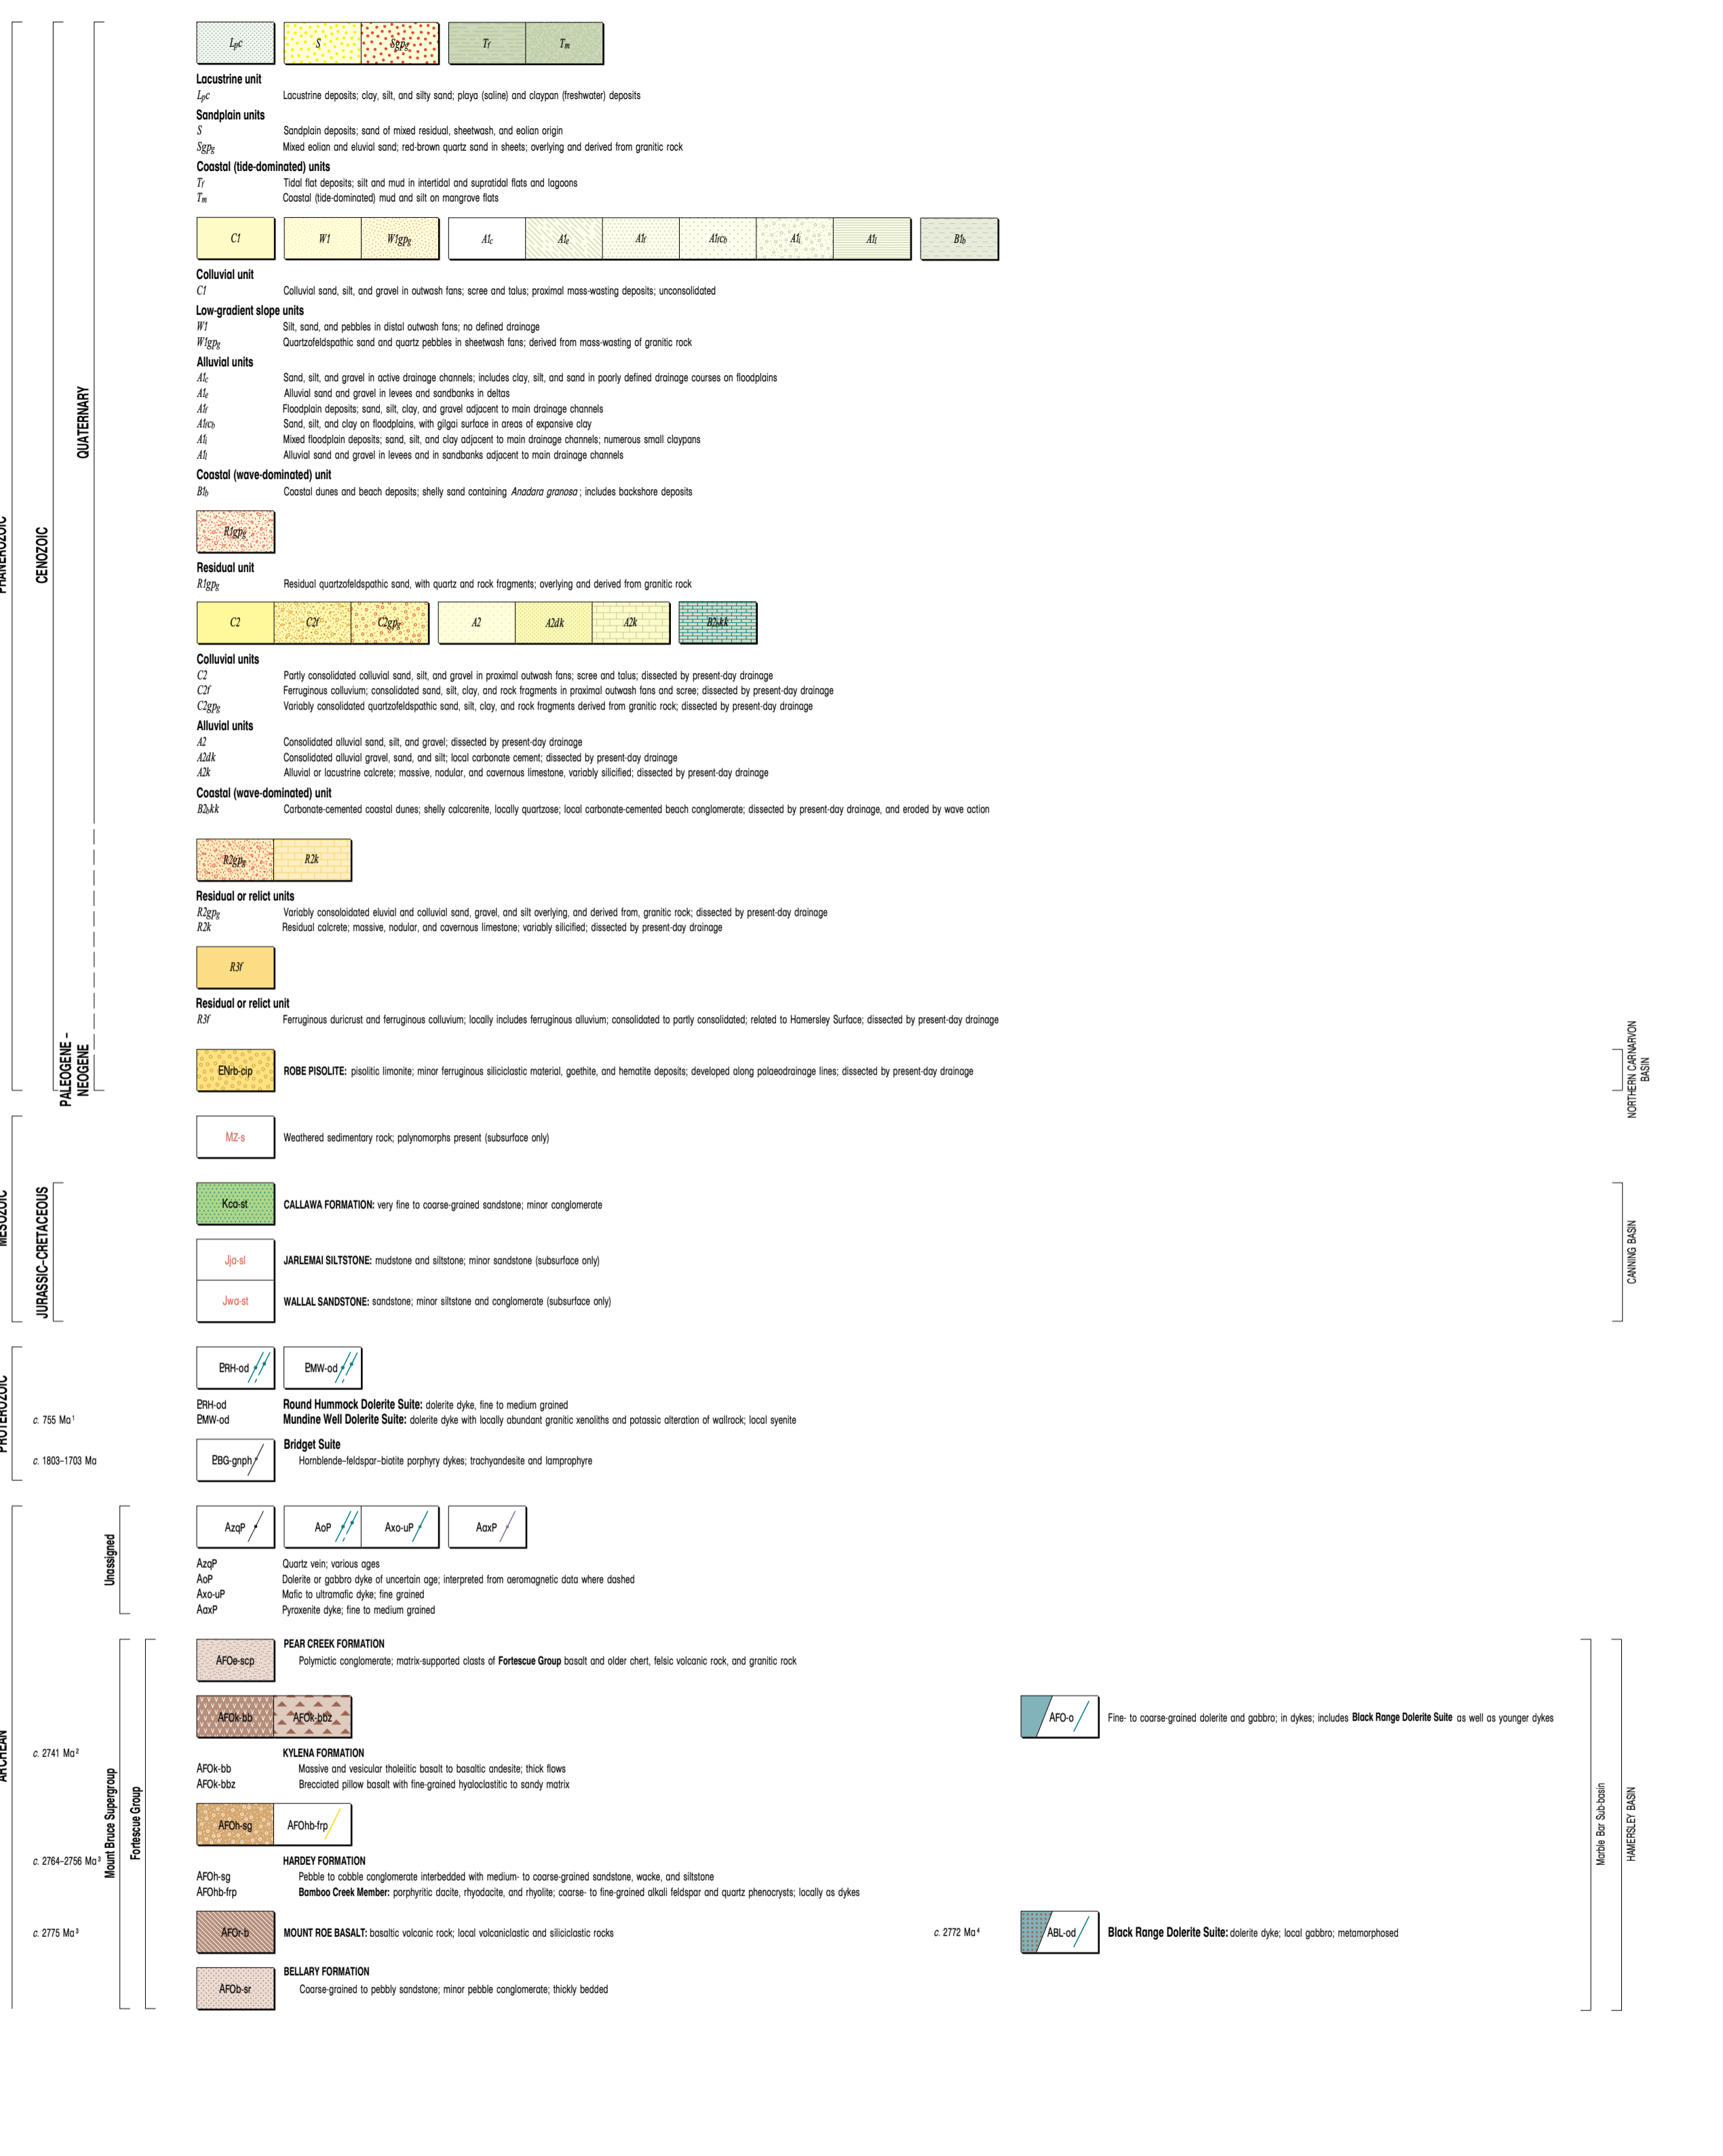 Lpc S Sgpg Tf Tm
Lacustrine unit
Lpc Lacustrine deposits; clay, silt, and silty sand; playa (saline) and claypan (freshwater) deposits
Sandplain units
S Sandplain deposits; sand of mixed residual, sheetwash, and eolian origin
Sgpg Mixed eolian and eluvial sand; red-brown quartz sand in sheets; overlying and derived from granitic rock
Coastal (tide-dominated) units
Tf Tidal flat deposits; silt and mud in intertidal and supratidal flats and lagoons
Tm Coastal (tide-dominated) mud and silt on mangrove flats
C1 W1 W1gpg A1c A1e A1f A1fcb A1i A1l B1b
Colluvial unit
C1 Colluvial sand, silt, and gravel in outwash fans; scree and talus; proximal mass-wasting deposits; unconsolidated
Low-gradient slope units
W1 Silt, sand, and pebbles in distal outwash fans; no defined drainage
W1gpg Quartzofeldspathic sand and quartz pebbles in sheetwash fans; derived from mass-wasting of granitic rock
Alluvial units
A1c Sand, silt, and gravel in active drainage channels; includes clay, silt, and sand in poorly defined drainage courses on floodplains
A1e Alluvial sand and gravel in levees and sandbanks in deltas
A1f Floodplain deposits; sand, silt, clay, and gravel adjacent to main drainage channels
A1fcb Sand, silt, and clay on floodplains, with gilgai surface in areas of expansive clay
A1i Mixed floodplain deposits; sand, silt, and clay adjacent to main drainage channels; numerous small claypans
A1l Alluvial sand and gravel in levees and in sandbanks adjacent to main drainage channels
Coastal (wave-dominated) unit
B1b Coastal dunes and beach deposits; shelly sand containing Anadara granosa; includes backshore deposits
R1gpg
Residual unit
R1gpg Residual quartzofeldspathic sand, with quartz and rock fragments; overlying and derived from granitic rock
C2 C2f C2gpg A2 A2dk A2k B2bkk
Colluvial units
C2 Partly consolidated colluvial sand, silt, and gravel in proximal outwash fans; scree and talus; dissected by present-day drainage
C2f Ferruginous colluvium; consolidated sand, silt, clay, and rock fragments in proximal outwash fans and scree; dissected by present-day drainage
C2gpg Variably consolidated quartzofeldspathic sand, silt, clay, and rock fragments derived from granitic rock; dissected by present-day drainage
Alluvial units
A2 Consolidated alluvial sand, silt, and gravel; dissected by present-day drainage
A2dk Consolidated alluvial gravel, sand, and silt; local carbonate cement; dissected by present-day drainage
A2k Alluvial or lacustrine calcrete; massive, nodular, and cavernous limestone, variably silicified; dissected by present-day drainage
Coastal (wave-dominated) unit
B2bkk Carbonate-cemented coastal dunes; shelly calcarenite, locally quartzose; local carbonate-cemented beach conglomerate; dissected by present-day drainage, and eroded by wave action
R2gpg R2k
Residual or relict units
R2gpg Variably consoloidated eluvial and colluvial sand, gravel, and silt overlying, and derived from, granitic rock; dissected by present-day drainage
R2k Residual calcrete; massive, nodular, and cavernous limestone; variably silicified; dissected by present-day drainage
R3f
Residual or relict unit
R3f Ferruginous duricrust and ferruginous colluvium; locally includes ferruginous alluvium; consolidated to partly consolidated; related to Hamersley Surface; dissected by present-day drainage
ENrb-cip ROBE PISOLITE: pisolitic limonite; minor ferruginous siliciclastic material, goethite, and hematite deposits; developed along palaeodrainage lines; dissected by present-day drainage
PHANEROZOIC
CENOZOIC
QUATERNARY
PALEOGENE –
NEOGENE
NORTHERN CARNARVON
BASIN
MZ-s Weathered sedimentary rock; palynomorphs present (subsurface only)
Kca-st CALLAWA FORMATION: very fine to coarse-grained sandstone; minor conglomerate
Jja-sl JARLEMAI SILTSTONE: mudstone and siltstone; minor sandstone (subsurface only)
Jwa-st WALLAL SANDSTONE: sandstone; minor siltstone and conglomerate (subsurface only)
MESOZOIC
JURASSIC–CRETACEOUS
CANNING BASIN
PROTEROZOIC
PRH-od PMW-od
PRH-od Round Hummock Dolerite Suite: dolerite dyke, fine to medium grained
c. 755 Ma¹ PMW-od Mundine Well Dolerite Suite: dolerite dyke with locally abundant granitic xenoliths and potassic alteration of wallrock; local syenite
Bridget Suite
c. 1803–1703 Ma PBG-gnph Hornblende–feldspar–biotite porphyry dykes; trachyandesite and lamprophyre
ARCHEAN
Unassigned
AzqP AoP Axo-uP AaxP
AzqP Quartz vein; various ages
AoP Dolerite or gabbro dyke of uncertain age; interpreted from aeromagnetic data where dashed
Axo-uP Mafic to ultramafic dyke; fine grained
AaxP Pyroxenite dyke; fine to medium grained
Mount Bruce Supergroup
Fortescue Group
PEAR CREEK FORMATION
AFOe-scp Polymictic conglomerate; matrix-supported clasts of Fortescue Group basalt and older chert, felsic volcanic rock, and granitic rock
AFOk-bb AFOk-bbz
AFO-o Fine- to coarse-grained dolerite and gabbro; in dykes; includes Black Range Dolerite Suite as well as younger dykes
c. 2741 Ma² KYLENA FORMATION
AFOk-bb Massive and vesicular tholeiitic basalt to basaltic andesite; thick flows
AFOk-bbz Brecciated pillow basalt with fine-grained hyaloclastitic to sandy matrix
AFOh-sg AFOhb-frp
c. 2764–2756 Ma³ HARDEY FORMATION
AFOh-sg Pebble to cobble conglomerate interbedded with medium- to coarse-grained sandstone, wacke, and siltstone
AFOhb-frp Bamboo Creek Member: porphyritic dacite, rhyodacite, and rhyolite; coarse- to fine-grained alkali feldspar and quartz phenocrysts; locally as dykes
c. 2775 Ma³ AFOr-b MOUNT ROE BASALT: basaltic volcanic rock; local volcaniclastic and siliciclastic rocks
c. 2772 Ma⁴ ABL-od Black Range Dolerite Suite: dolerite dyke; local gabbro; metamorphosed
BELLARY FORMATION
AFOb-sr Coarse-grained to pebbly sandstone; minor pebble conglomerate; thickly bedded
Marble Bar Sub-basin
HAMERSLEY BASIN